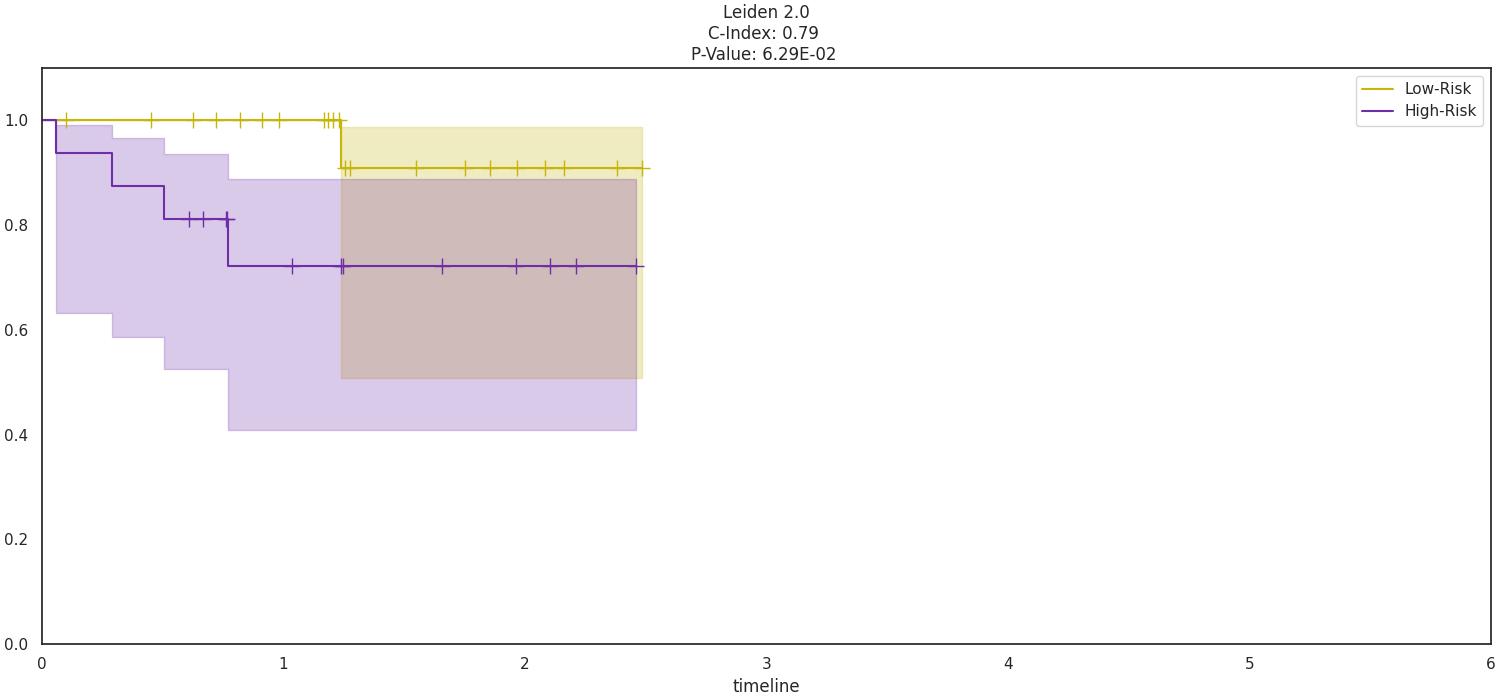 Leiden 2.0
C-Index: 0.79
P-Value: 6.29E-02
Low-Risk
High-Risk
1.0
0.8
0.6
0.4
0.2
0.0
0 1 2 3 4 5 6
timeline